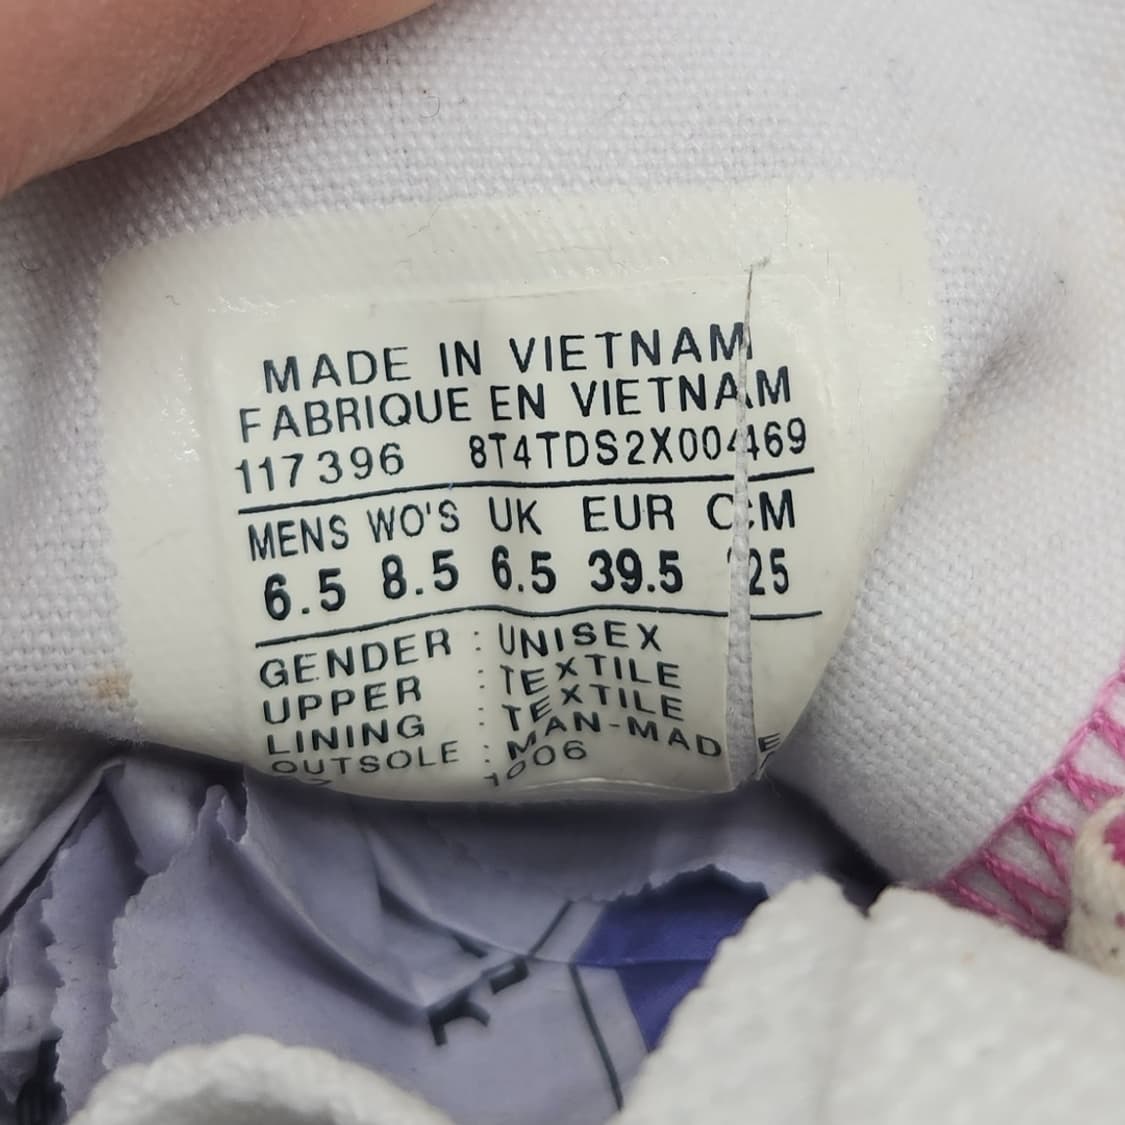 MADE IN VIETNAM
FABRIQUE EN VIETNAM
117396 8T4TDS2X004469
MENS WO'S UK EUR CM
6.5 8.5 6.5 39.5 25
GENDER : UNISEX
UPPER : TEXTILE
LINING : TEXTILE
OUTSOLE : MAN-MADE
1006